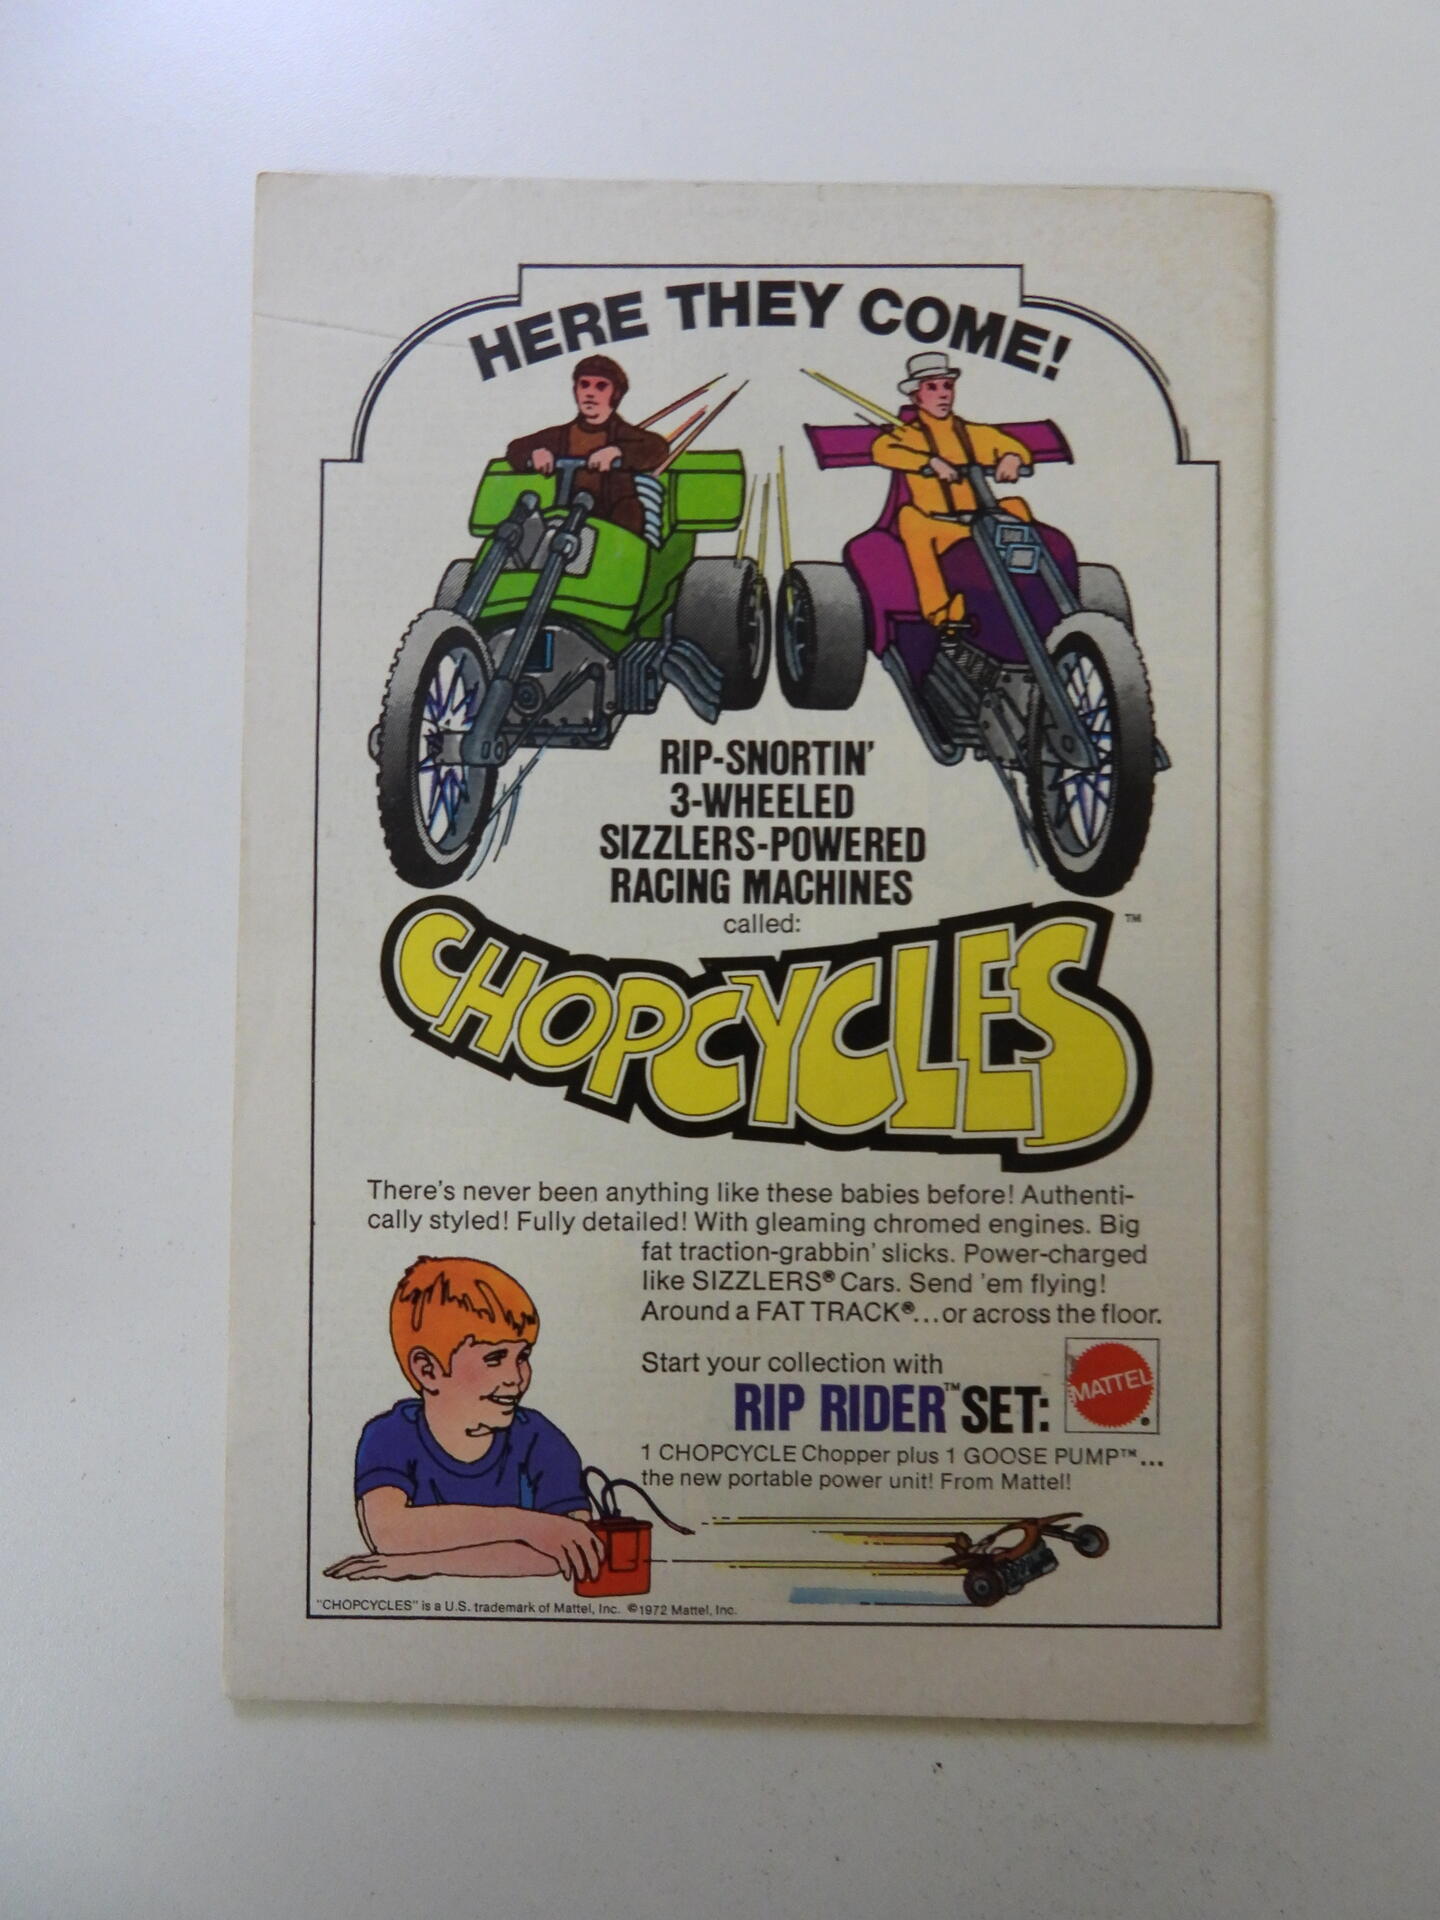 HERE THEY COME!
RIP-SNORTIN'
3-WHEELED
SIZZLERS-POWERED
RACING MACHINES
called:
CHOPCYCLES™
There's never been anything like these babies before! Authenti-
cally styled! Fully detailed! With gleaming chromed engines. Big
fat traction-grabbin' slicks. Power-charged
like SIZZLERS® Cars. Send 'em flying!
Around a FAT TRACK®...or across the floor.
Start your collection with
RIP RIDER™ SET:
MATTEL®
1 CHOPCYCLE Chopper plus 1 GOOSE PUMP™...
the new portable power unit! From Mattel!
"CHOPCYCLES" is a U.S. trademark of Mattel, Inc. ©1972 Mattel, Inc.